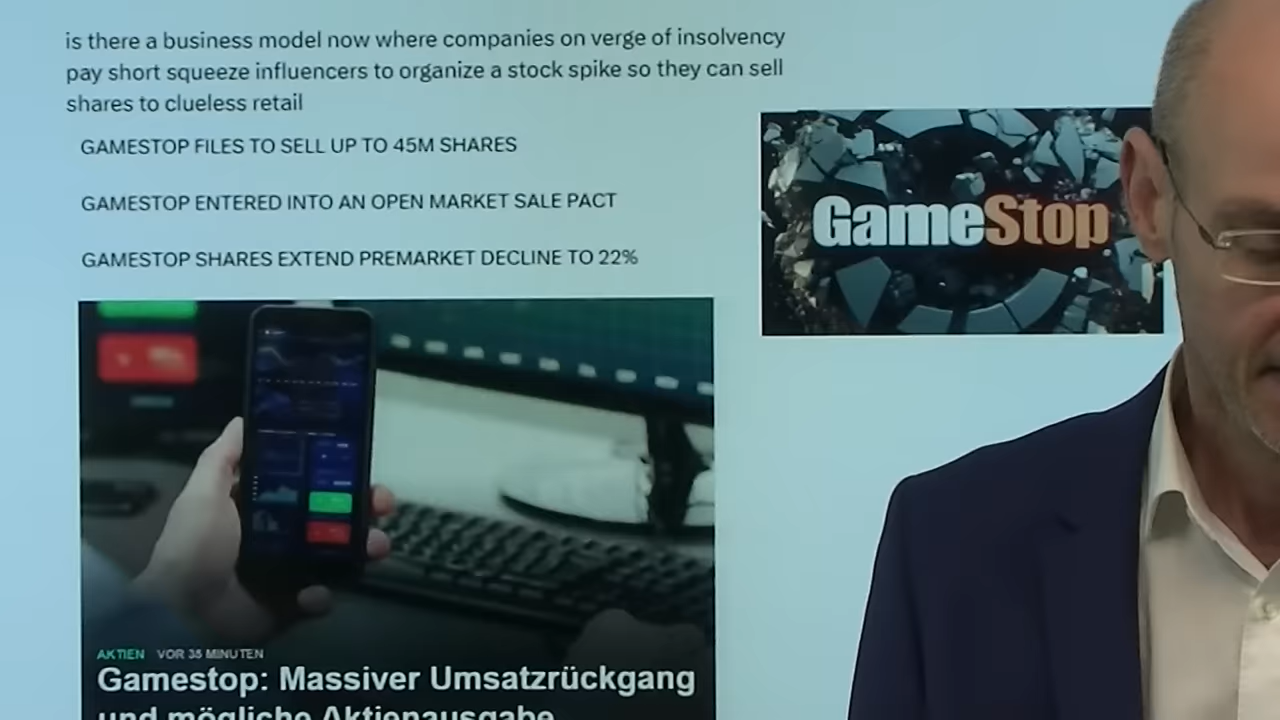 is there a business model now where companies on verge of insolvency
pay short squeeze influencers to organize a stock spike so they can sell
shares to clueless retail
GAMESTOP FILES TO SELL UP TO 45M SHARES
GAMESTOP ENTERED INTO AN OPEN MARKET SALE PACT
GAMESTOP SHARES EXTEND PREMARKET DECLINE TO 22%
GameStop
AKTIEN VOR 35 MINUTEN
Gamestop: Massiver Umsatzrückgang
und mögliche Aktienausgabe